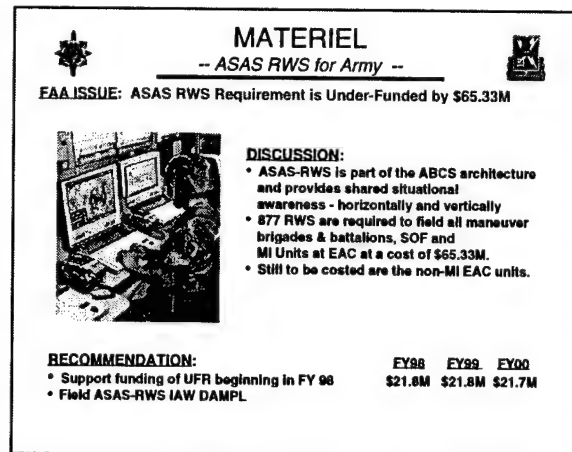 MATERIEL
-- ASAS RWS for Army --
FAA ISSUE: ASAS RWS Requirement is Under-Funded by $65.33M
DISCUSSION:
• ASAS-RWS is part of the ABCS architecture
and provides shared situational
awareness - horizontally and vertically
• 877 RWS are required to field all maneuver
brigades & battalions, SOF and
MI Units at EAC at a cost of $65.33M.
• Still to be costed are the non-MI EAC units.
RECOMMENDATION:
FY98 FY99 FY00
• Support funding of UFR beginning in FY 98 $21.8M $21.8M $21.7M
• Field ASAS-RWS IAW DAMPL